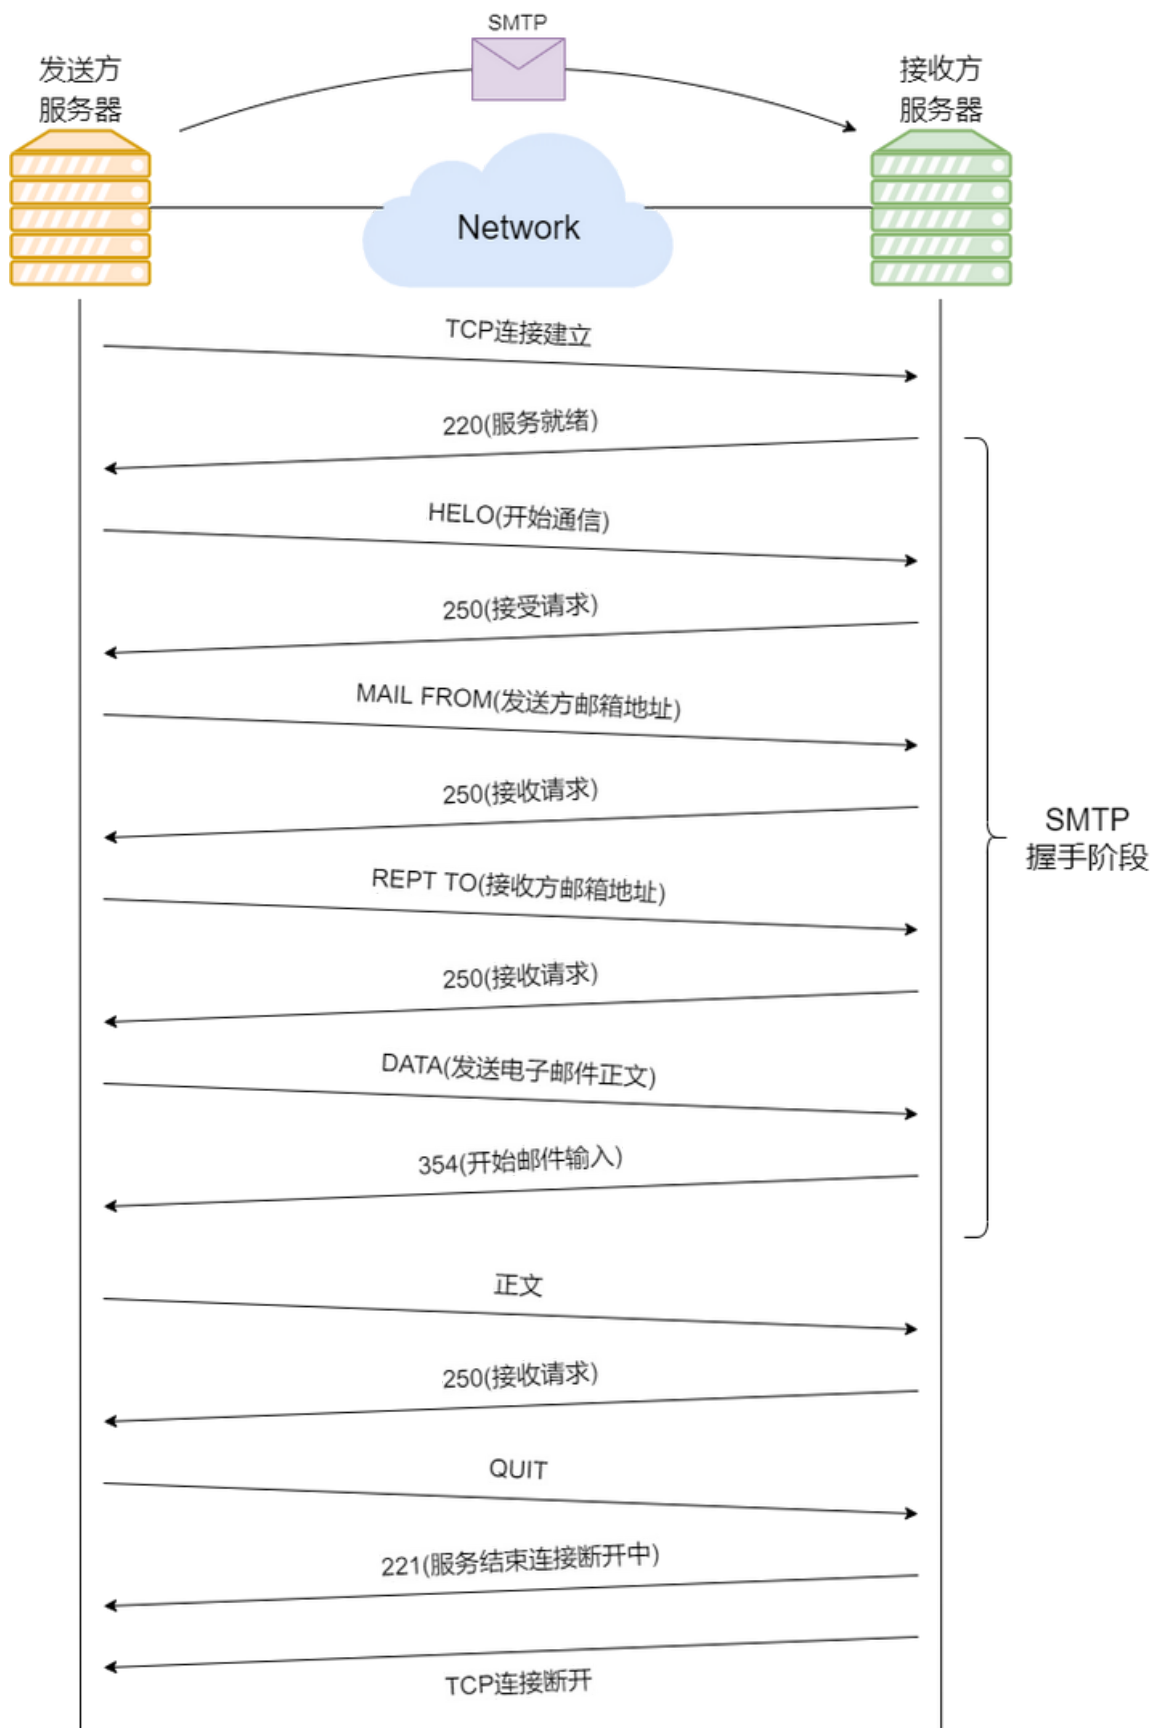 SMTP
发送方
服务器
接收方
服务器
Network
TCP连接建立
220(服务就绪)
HELO(开始通信)
250(接受请求)
MAIL FROM(发送方邮箱地址)
250(接收请求)
SMTP
握手阶段
REPT TO(接收方邮箱地址)
250(接收请求)
DATA(发送电子邮件正文)
354(开始邮件输入)
正文
250(接收请求)
QUIT
221(服务结束连接断开中)
TCP连接断开